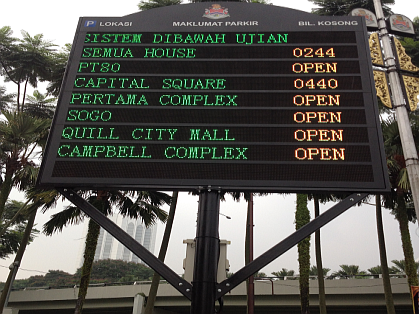 P LOKASI MAKLUMAT PARKIR BIL. KOSONG
SISTEM DIBAWAH UJIAN
SEMUA HOUSE 0244
PT80 OPEN
CAPITAL SQUARE 0440
PERTAMA COMPLEX OPEN
SOGO OPEN
QUILL CITY MALL OPEN
CAMPBELL COMPLEX OPEN